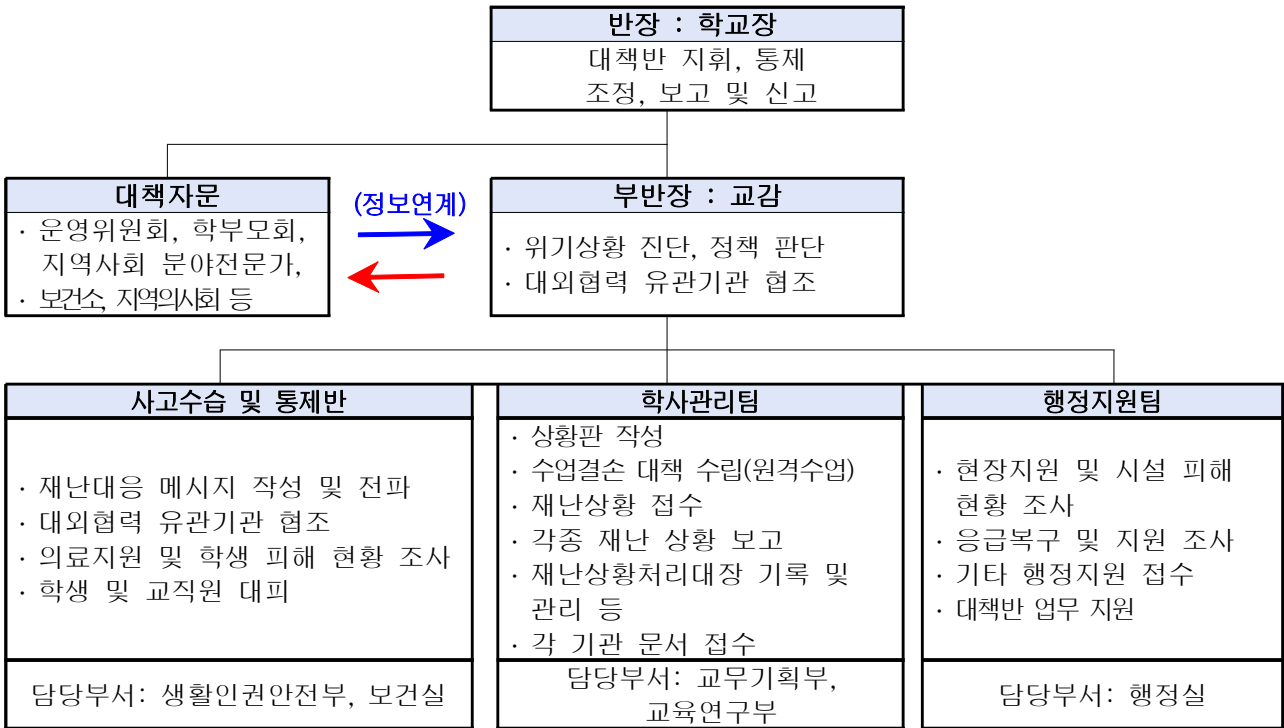 반장 : 학교장
대책반 지휘, 통제
조정, 보고 및 신고
대책자문
· 운영위원회, 학부모회,
지역사회 분야전문가,
· 보건소, 지역의사회 등
(정보연계)
부반장 : 교감
· 위기상황 진단, 정책 판단
· 대외협력 유관기관 협조
사고수습 및 통제반
· 재난대응 메시지 작성 및 전파
· 대외협력 유관기관 협조
· 의료지원 및 학생 피해 현황 조사
· 학생 및 교직원 대피
담당부서: 생활인권안전부, 보건실
학사관리팀
· 상황판 작성
· 수업결손 대책 수립(원격수업)
· 재난상황 접수
· 각종 재난 상황 보고
· 재난상황처리대장 기록 및
관리 등
· 각 기관 문서 접수
담당부서: 교무기획부,
교육연구부
행정지원팀
· 현장지원 및 시설 피해
현황 조사
· 응급복구 및 지원 조사
· 기타 행정지원 접수
· 대책반 업무 지원
담당부서: 행정실